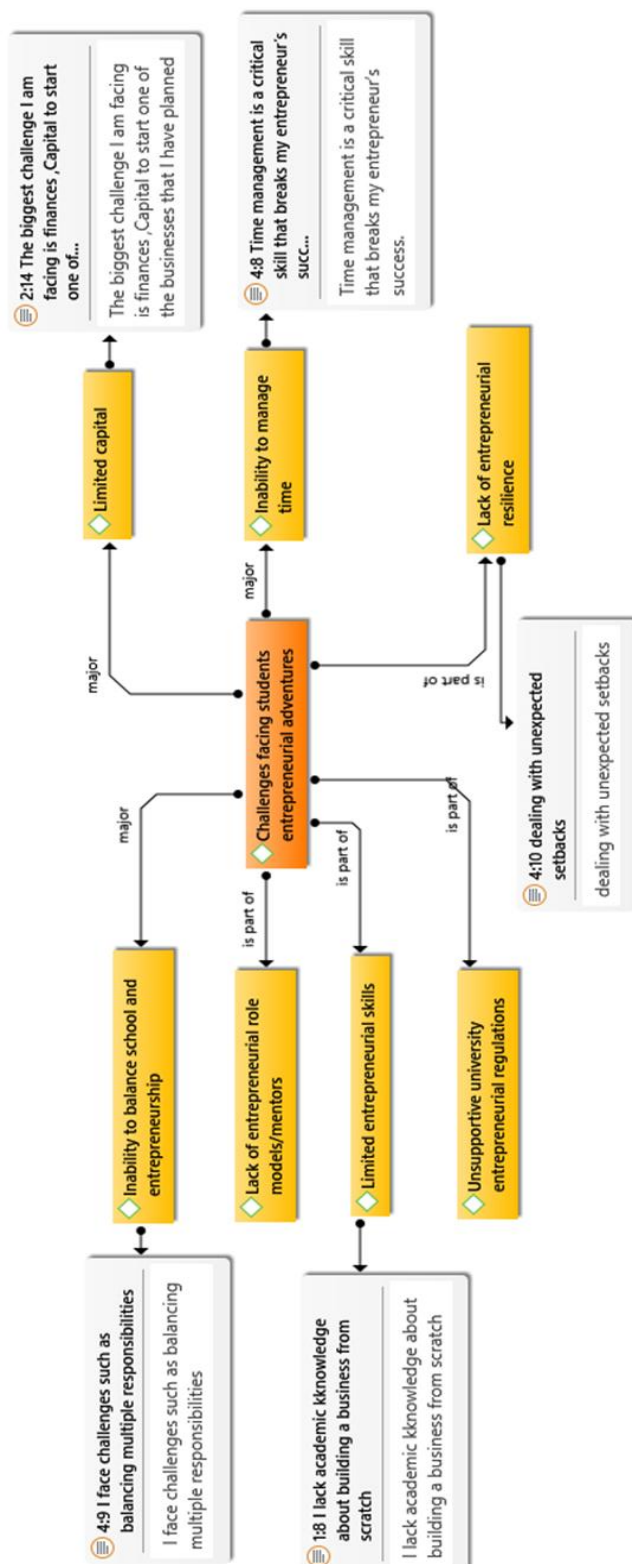 4:9 I face challenges such as
balancing multiple responsibilities
I face challenges such as balancing
multiple responsibilities
Inability to balance school and
entrepreneurship
major
major
Limited capital
2:14 The biggest challenge I am
facing is finances ,Capital to start
one of...
The biggest challenge I am facing
is finances ,Capital to start one of
the businesses that I have planned
Lack of entrepreneurial role
models/mentors
is part of
Challenges facing students
entrepreneurial adventures
major
Inability to manage
time
4:8 Time management is a critical
skill that breaks my entrepreneur's
succ...
Time management is a critical skill
that breaks my entrepreneur's
success.
1:8 I lack academic kknowledge
about building a business from
scratch
I lack academic kknowledge about
building a business from scratch
Limited entrepreneurial skills
is part of
Unsupportive university
entrepreneurial regulations
is part of
is part of
Lack of entrepreneurial
resilience
4:10 dealing with unexpected
setbacks
dealing with unexpected setbacks